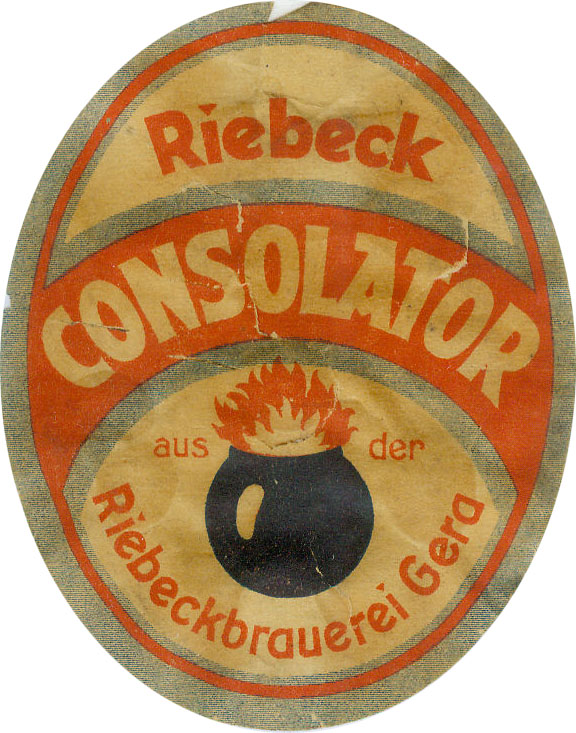 Riebeck
CONSOLATOR
aus der
Riebeckbrauerei Gera